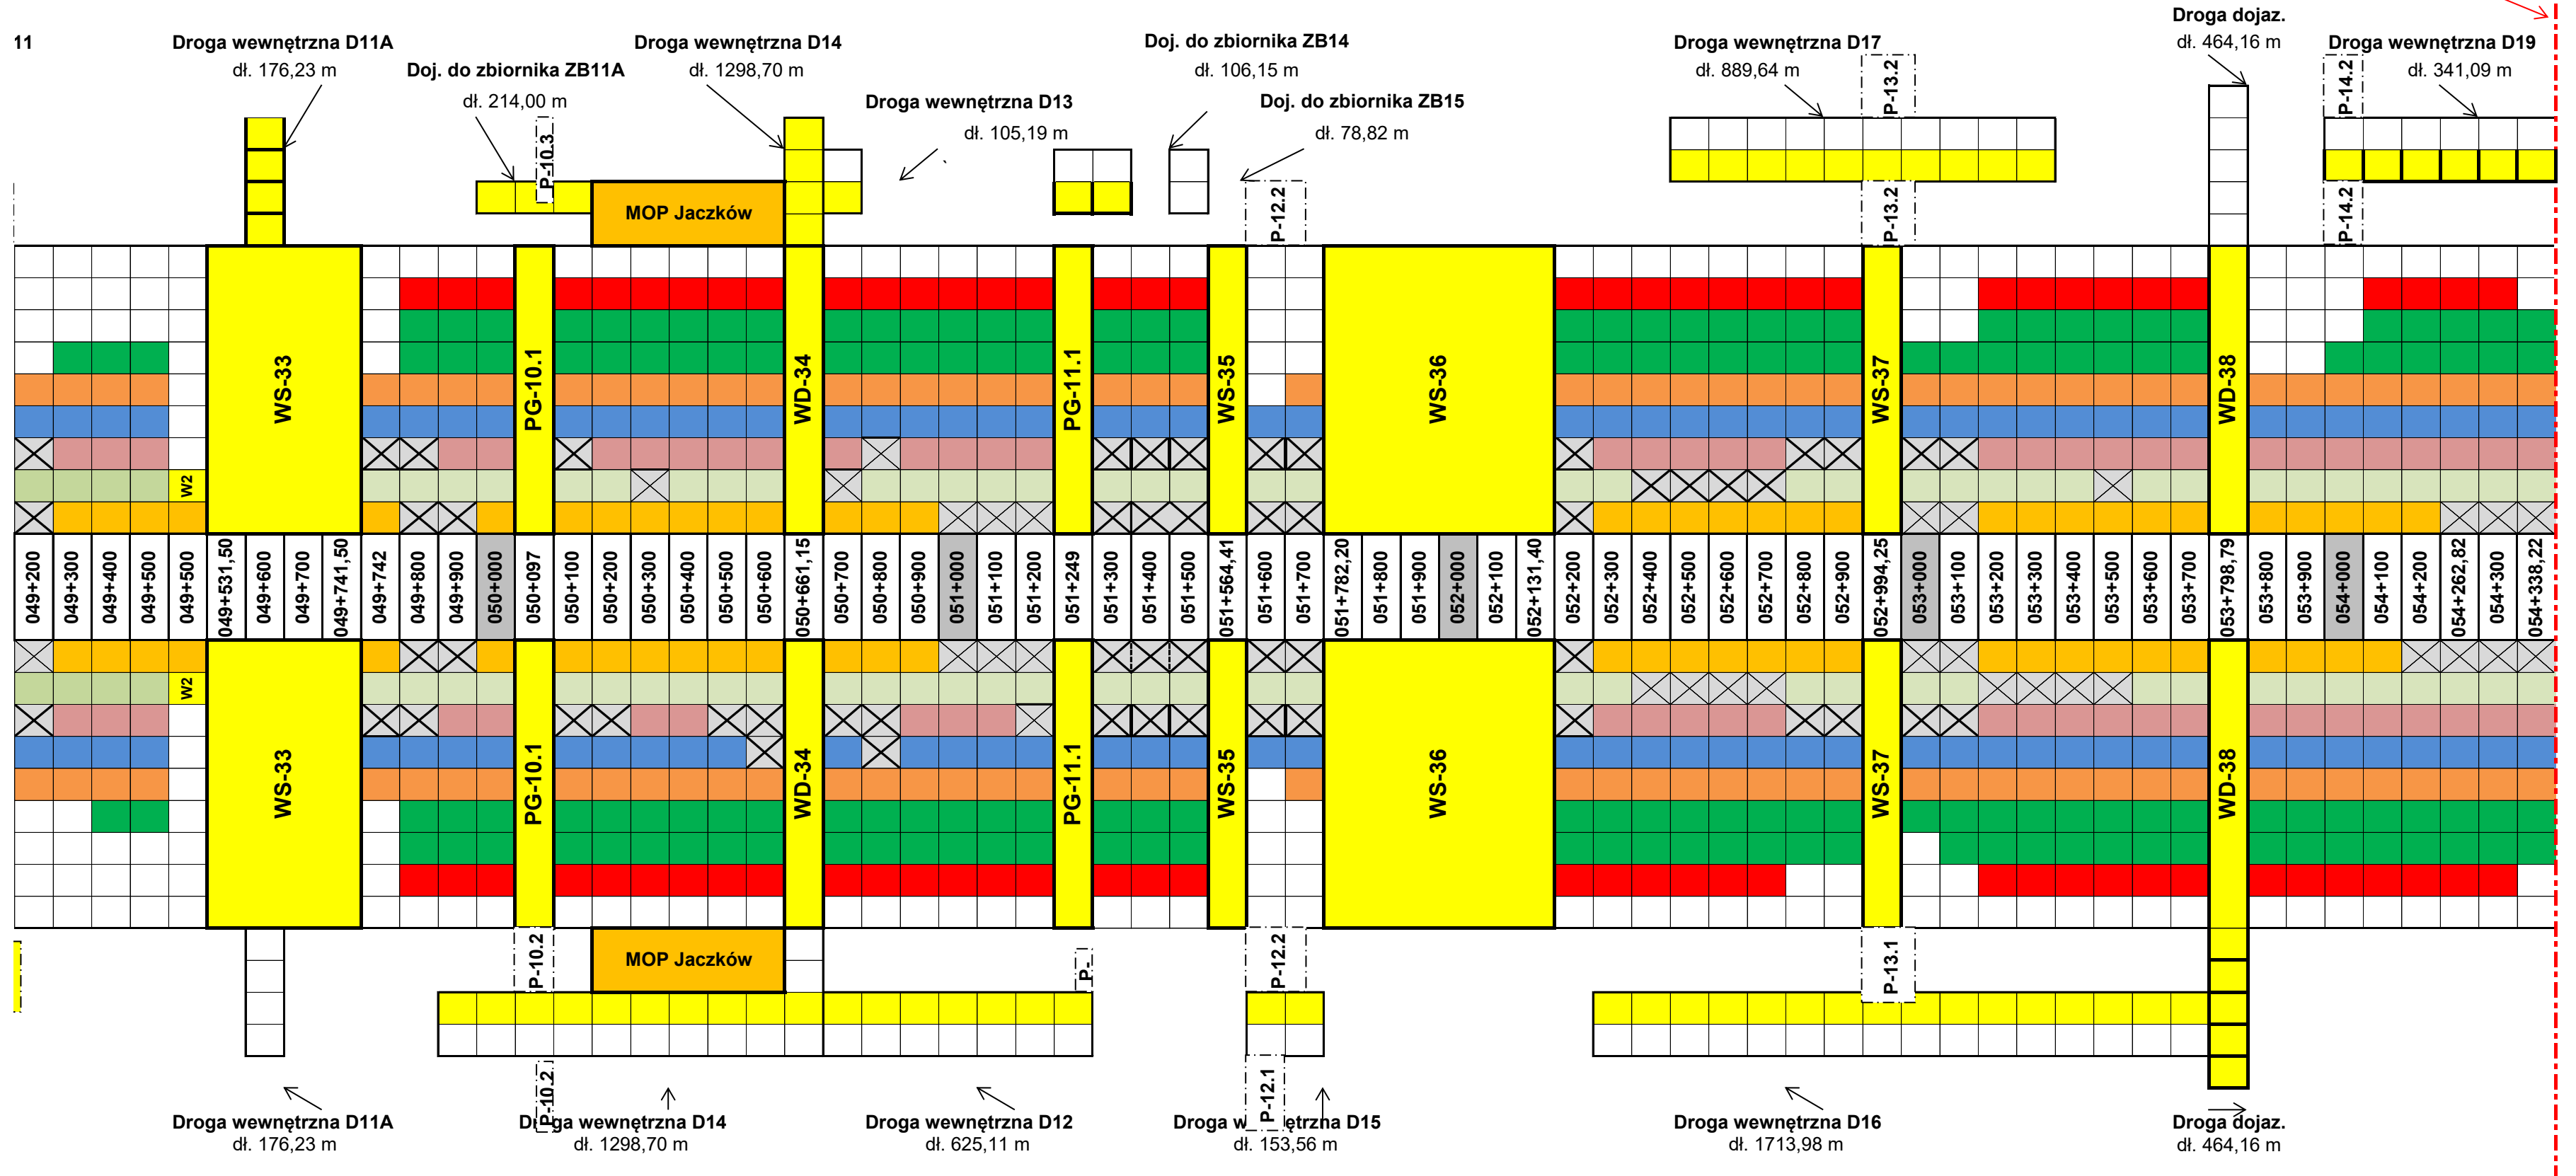 Droga dojaz.
11
Droga wewnętrzna D11A
Droga wewnętrzna D14
Doj. do zbiornika ZB14
Droga wewnętrzna D17
dł. 464,16 m
Droga wewnętrzna D19
dł. 176,23 m
Doj. do zbiornika ZB11A
dł. 1298,70 m
dł. 106,15 m
dł. 889,64 m
P-13.2
P-14.2
dł. 341,09 m
dł. 214,00 m
Droga wewnętrzna D13
Doj. do zbiornika ZB15
P-10.3
dł. 105,19 m
dł. 78,82 m
MOP Jaczków
P-12.2
P-13.2
P-14.2
WS-33
PG-10.1
WD-34
PG-11.1
WS-35
WS-36
WS-37
WD-38
W2
049+200
049+300
049+400
049+500
049+500
049+531,50
049+600
049+700
049+741,50
049+742
049+800
049+900
050+000
050+097
050+100
050+200
050+300
050+400
050+500
050+600
050+661,15
050+700
050+800
050+900
051+000
051+100
051+200
051+249
051+300
051+400
051+500
051+564,41
051+600
051+700
051+782,20
051+800
051+900
052+000
052+100
052+131,40
052+200
052+300
052+400
052+500
052+600
052+700
052+800
052+900
052+994,25
053+000
053+100
053+200
053+300
053+400
053+500
053+600
053+700
053+798,79
053+800
053+900
054+000
054+100
054+200
054+262,82
054+300
054+338,22
W2
WS-33
PG-10.1
WD-34
PG-11.1
WS-35
WS-36
WS-37
WD-38
P-10.2
MOP Jaczków
P-
P-12.2
P-13.1
P-10.2
P-12.1
Droga wewnętrzna D11A
Droga wewnętrzna D14
Droga wewnętrzna D12
Droga w ętrzna D15
Droga wewnętrzna D16
Droga dojaz.
dł. 176,23 m
dł. 1298,70 m
dł. 625,11 m
dł. 153,56 m
dł. 1713,98 m
dł. 464,16 m